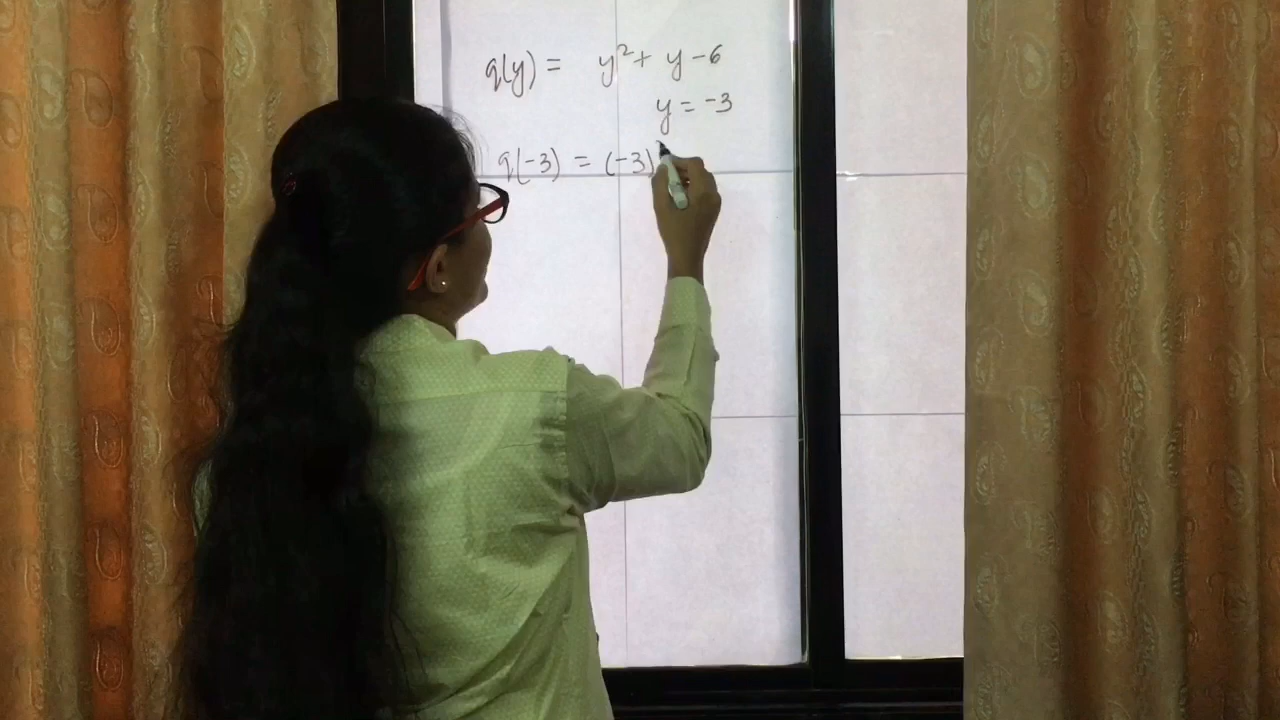 q(y) = y² + y - 6
y = -3
q(-3) = (-3)